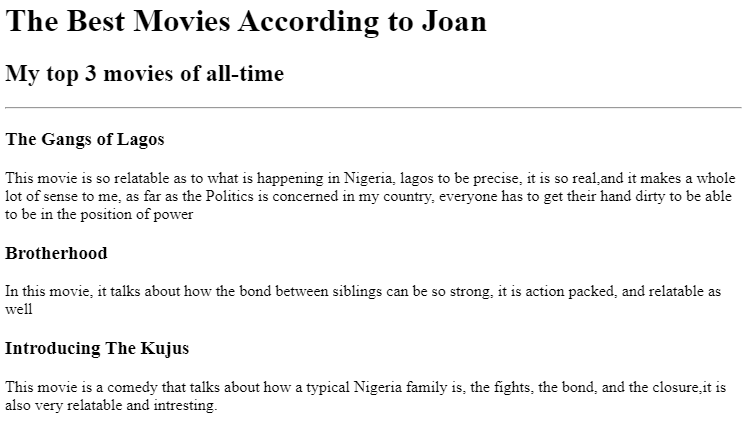 The Best Movies According to Joan
My top 3 movies of all-time
The Gangs of Lagos
This movie is so relatable as to what is happening in Nigeria, lagos to be precise, it is so real,and it makes a whole
lot of sense to me, as far as the Politics is concerned in my country, everyone has to get their hand dirty to be able
to be in the position of power
Brotherhood
In this movie, it talks about how the bond between siblings can be so strong, it is action packed, and relatable as
well
Introducing The Kujus
This movie is a comedy that talks about how a typical Nigeria family is, the fights, the bond, and the closure,it is
also very relatable and intresting.